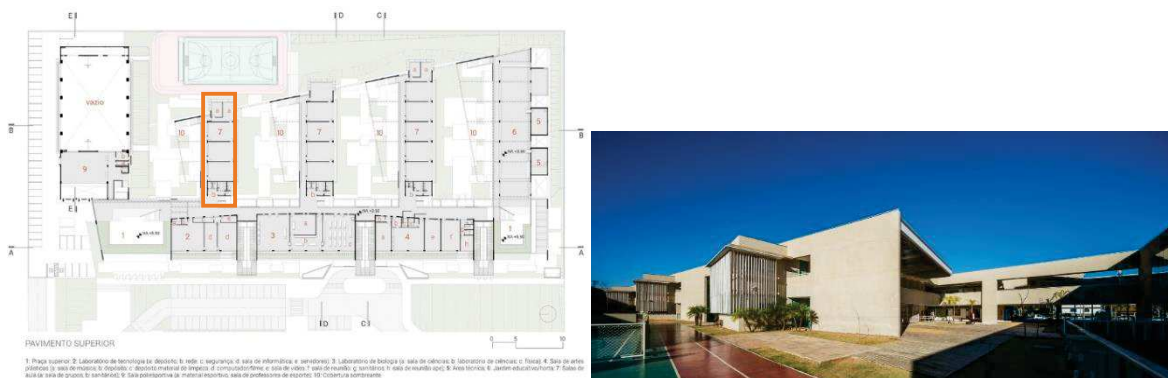 E D C
vazio
a a
10 7 10 7 10 7 10 6 5
B B
5
9
E
1 2 3 4 1
A A
D C
PAVIMENTO SUPERIOR
0 5 10
1: Praça superior; 2: Laboratório de tecnologia (a: depósito; b: rede; c: segurança; d: sala de informática; e: servidores); 3: Laboratório de biologia (a: sala de ciências; b: laboratório de ciências; c: física); 4: Sala de artes
plásticas (a: sala de música; b: depósito; c: depósito material de limpeza; d: computador/filme; e: sala de vídeo; f: sala de reunião; g: sanitários; h: sala de reunião apc); 5: Área técnica; 6: Jardim educativo/horta; 7: Salas de
aula (a: sala de grupos; b: sanitários); 9: Sala poliesportiva (a: material esportivo, sala de professores de esporte); 10: Cobertura sombreante